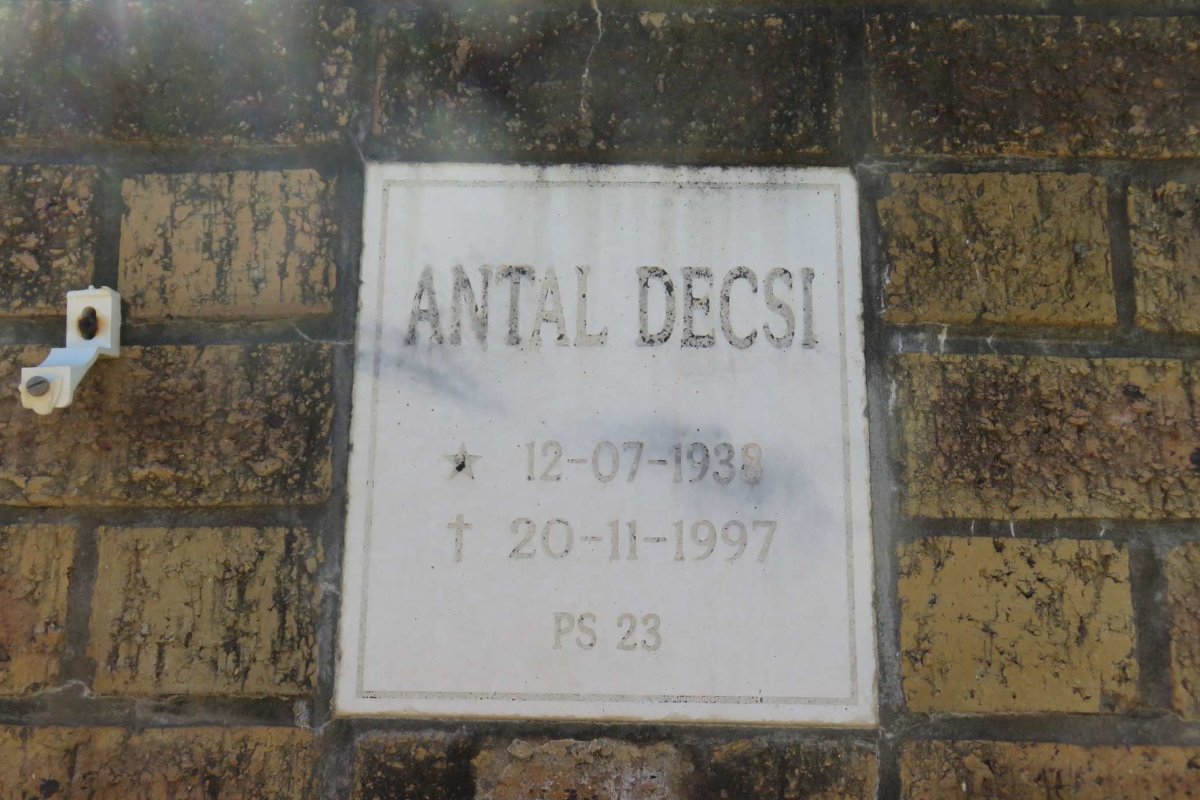 ANTAL DECSI
★ 12-07-1938
† 20-11-1997
PS 23